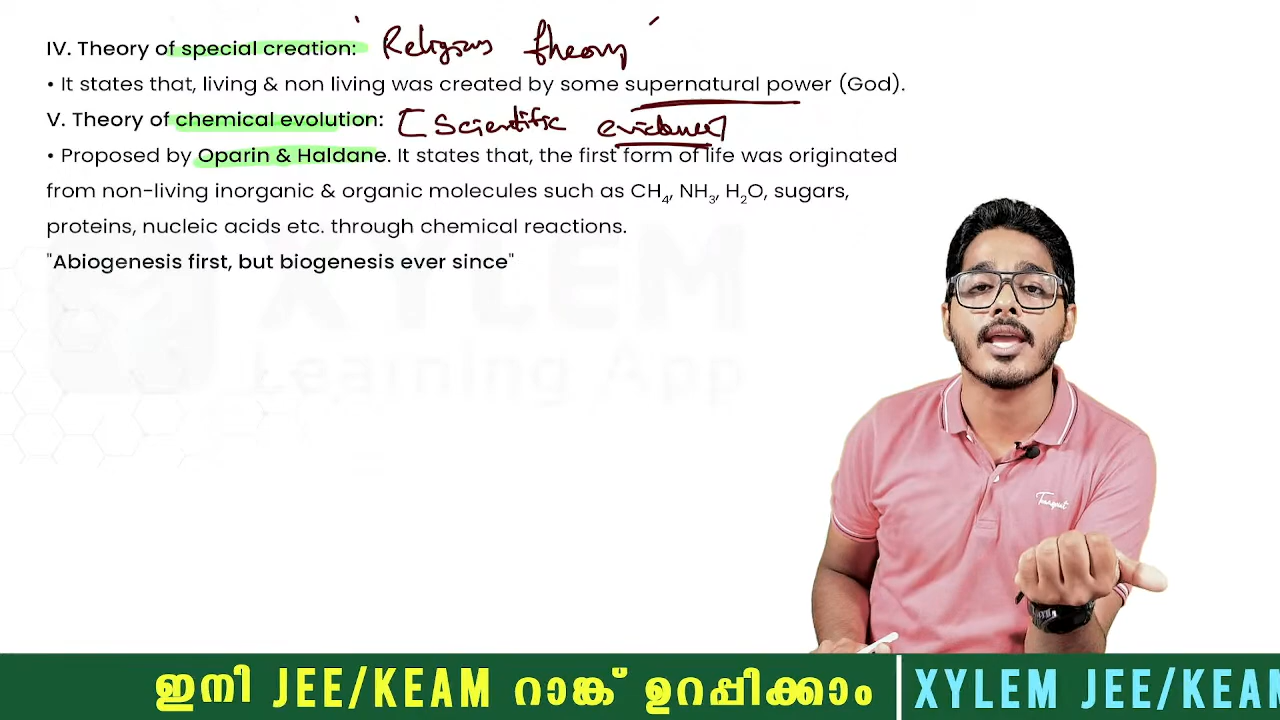 IV. Theory of special creation: ' Religious theory '
• It states that, living & non living was created by some supernatural power (God).
V. Theory of chemical evolution: [Scientific evidence]
• Proposed by Oparin & Haldane. It states that, the first form of life was originated
from non-living inorganic & organic molecules such as CH₄, NH₃, H₂O, sugars,
proteins, nucleic acids etc. through chemical reactions.
"Abiogenesis first, but biogenesis ever since"
XYLEM
Learning App
ഇനി JEE/KEAM റാങ്ക് ഉറപ്പിക്കാം
XYLEM JEE/KEAM